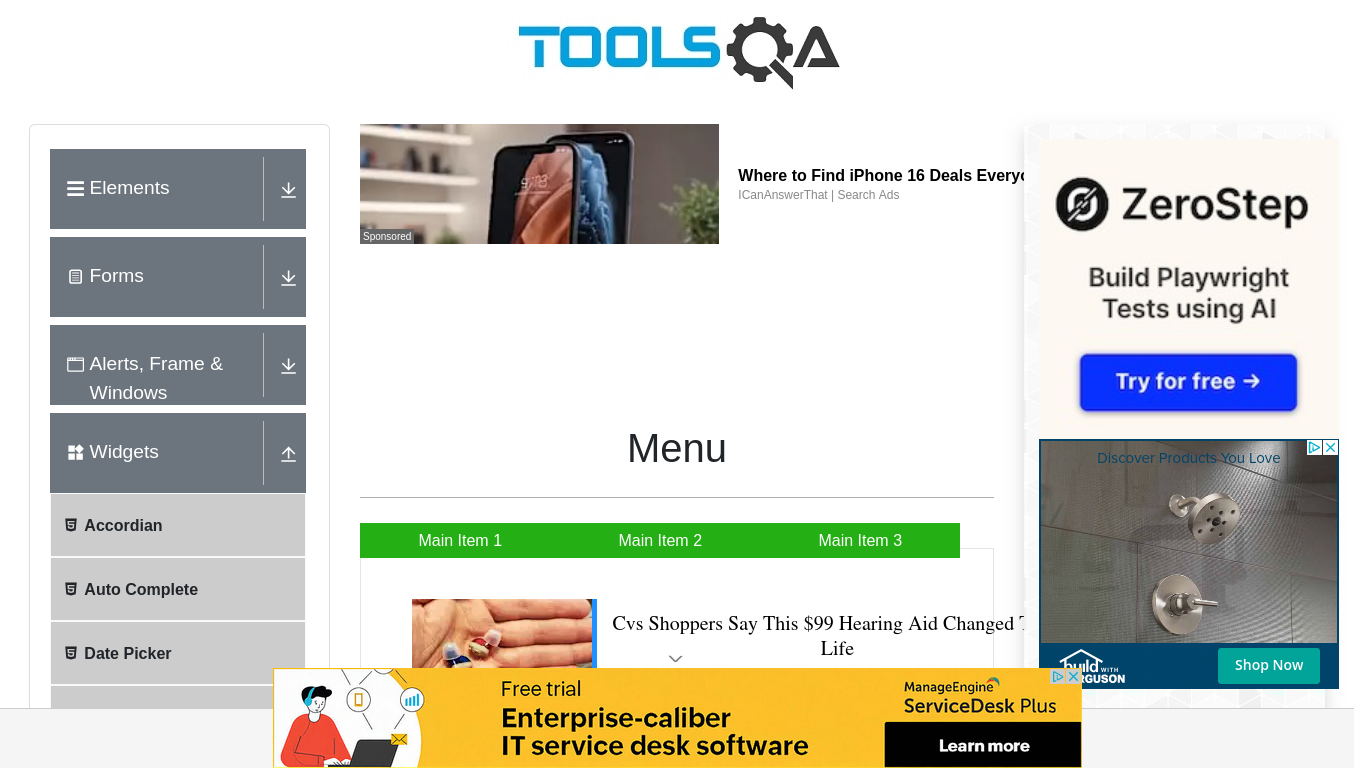 TOOLSQA
Elements
Forms
Alerts, Frame &
Windows
Widgets
Accordian
Auto Complete
Date Picker
Sponsored
Where to Find iPhone 16 Deals Everyo
ICanAnswerThat | Search Ads
Menu
Main Item 1
Main Item 2
Main Item 3
Cvs Shoppers Say This $99 Hearing Aid Changed
Life
ZeroStep
Build Playwright
Tests using AI
Try for free →
Discover Products You Love
build WITH
Shop Now
Free trial
Enterprise-caliber
IT service desk software
ManageEngine
ServiceDesk Plus
Learn more